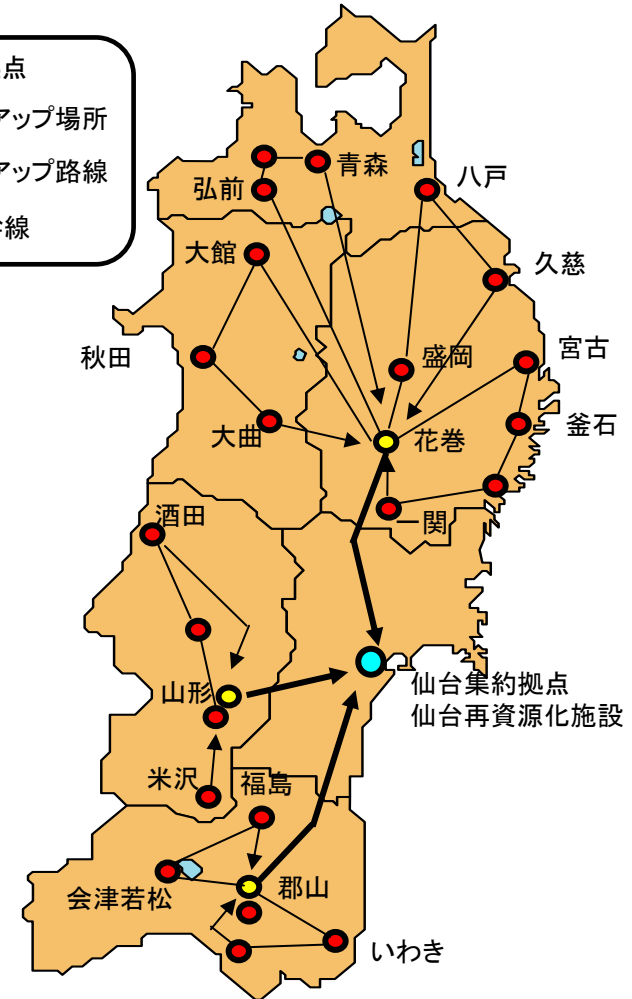 点
アップ場所
アップ路線
線
青森
弘前
八戸
大館
久慈
秋田
盛岡
宮古
大曲
花巻
釜石
酒田
一関
仙台集約拠点
仙台再資源化施設
山形
米沢
福島
会津若松
郡山
いわき